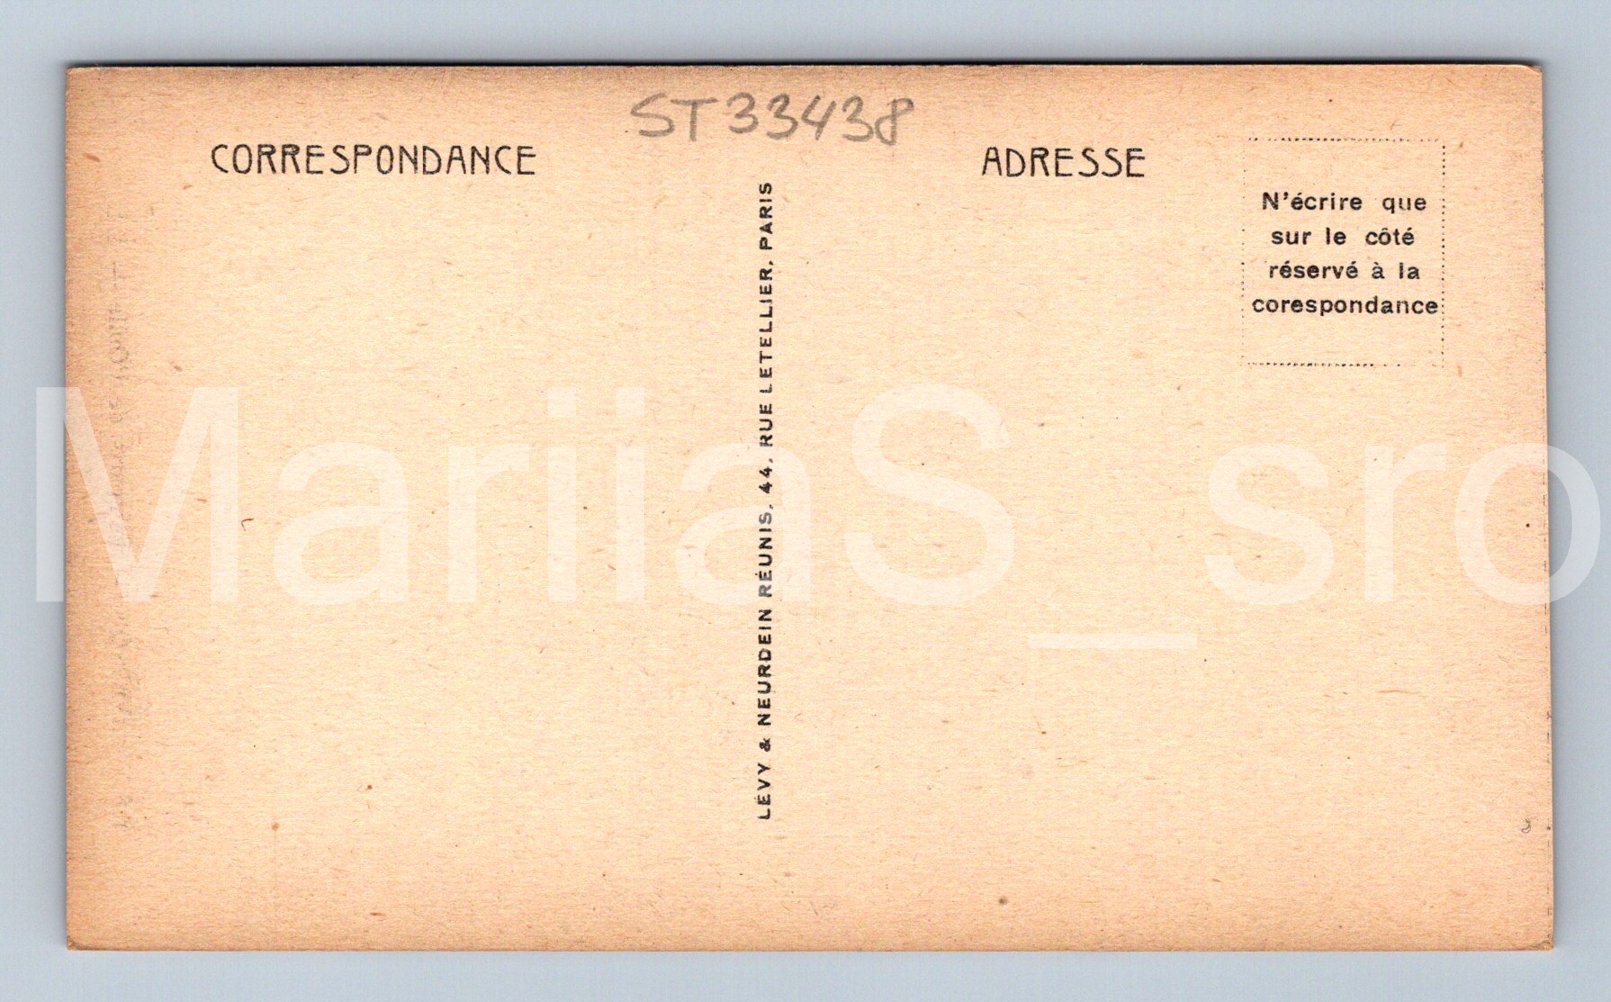 ST33438
CORRESPONDANCE
ADRESSE
N'écrire que
sur le côté
réservé à la
corespondance
LÉVY & NEURDEIN RÉUNIS, 44, RUE LETELLIER, PARIS
MariiaS_sro